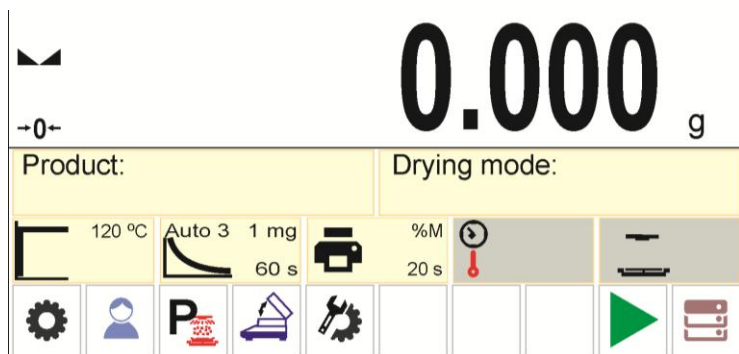 0.000 g
→0←
Product:
Drying mode:
120 ºC
Auto 3 1 mg
60 s
%M
20 s
P